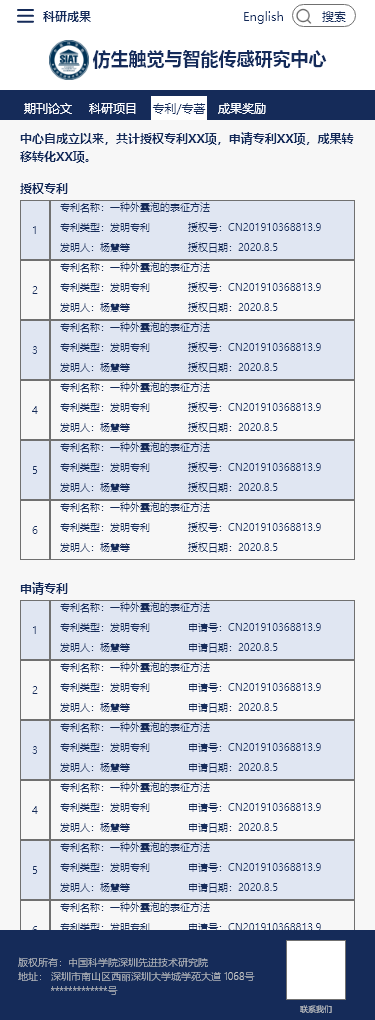 科研成果 English 搜索
SIAT 仿生触觉与智能传感研究中心
期刊论文 科研项目 专利/专著 成果奖励
中心自成立以来，共计授权专利XX项，申请专利XX项，成果转
移转化XX项。
授权专利
专利名称：一种外囊泡的表征方法
1 专利类型：发明专利 授权号：CN201910368813.9
发明人：杨慧等 授权日期：2020.8.5
专利名称：一种外囊泡的表征方法
2 专利类型：发明专利 授权号：CN201910368813.9
发明人：杨慧等 授权日期：2020.8.5
专利名称：一种外囊泡的表征方法
3 专利类型：发明专利 授权号：CN201910368813.9
发明人：杨慧等 授权日期：2020.8.5
专利名称：一种外囊泡的表征方法
4 专利类型：发明专利 授权号：CN201910368813.9
发明人：杨慧等 授权日期：2020.8.5
专利名称：一种外囊泡的表征方法
5 专利类型：发明专利 授权号：CN201910368813.9
发明人：杨慧等 授权日期：2020.8.5
专利名称：一种外囊泡的表征方法
6 专利类型：发明专利 授权号：CN201910368813.9
发明人：杨慧等 授权日期：2020.8.5
申请专利
专利名称：一种外囊泡的表征方法
1 专利类型：发明专利 申请号：CN201910368813.9
发明人：杨慧等 申请日期：2020.8.5
专利名称：一种外囊泡的表征方法
2 专利类型：发明专利 申请号：CN201910368813.9
发明人：杨慧等 申请日期：2020.8.5
专利名称：一种外囊泡的表征方法
3 专利类型：发明专利 申请号：CN201910368813.9
发明人：杨慧等 申请日期：2020.8.5
专利名称：一种外囊泡的表征方法
4 专利类型：发明专利 申请号：CN201910368813.9
发明人：杨慧等 申请日期：2020.8.5
专利名称：一种外囊泡的表征方法
5 专利类型：发明专利 申请号：CN201910368813.9
发明人：杨慧等 申请日期：2020.8.5
专利名称：一种外囊泡的表征方法
6 专利类型：发明专利 申请号：CN201910368813.9
版权所有：中国科学院深圳先进技术研究院
地址： 深圳市南山区西丽深圳大学城学苑大道 1068号
*************号
联系我们